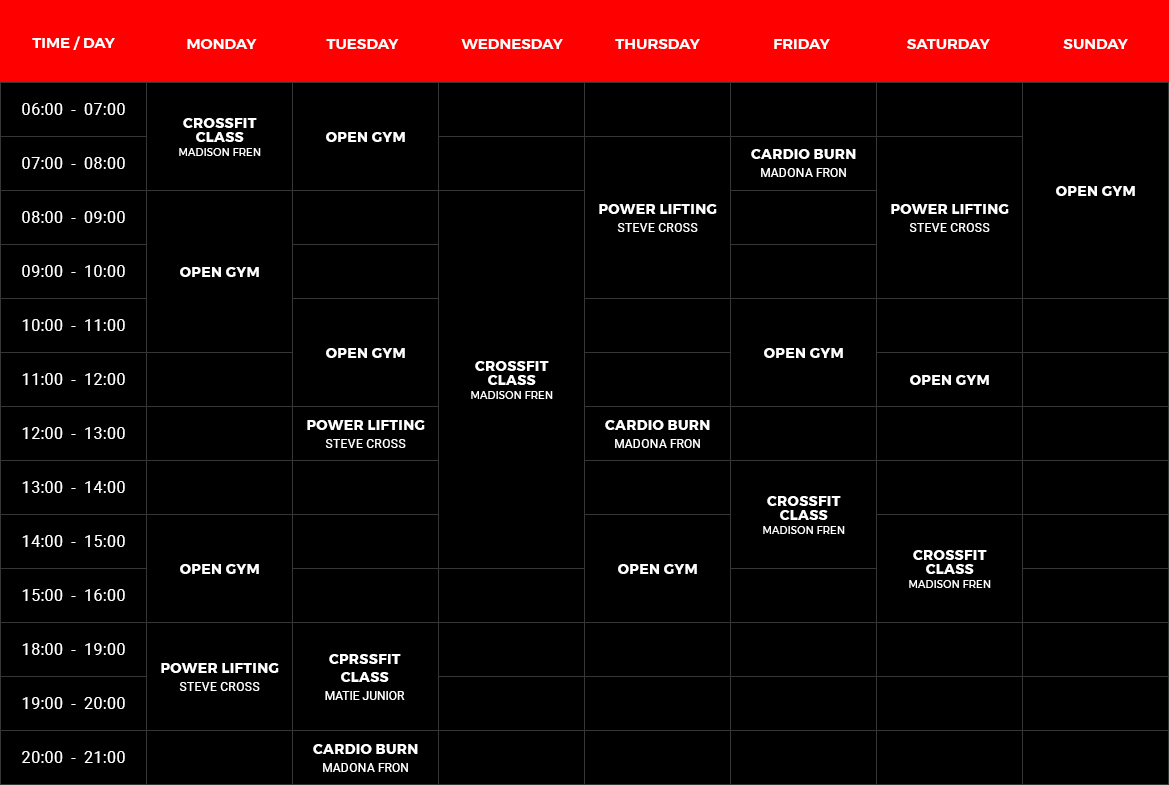 TIME / DAY MONDAY TUESDAY WEDNESDAY THURSDAY FRIDAY SATURDAY SUNDAY
06:00 - 07:00
CROSSFIT
CLASS
MADISON FREN
OPEN GYM
07:00 - 08:00
CARDIO BURN
MADONA FRON
OPEN GYM
08:00 - 09:00
POWER LIFTING
STEVE CROSS
POWER LIFTING
STEVE CROSS
09:00 - 10:00
OPEN GYM
10:00 - 11:00
OPEN GYM
CROSSFIT
CLASS
MADISON FREN
OPEN GYM
11:00 - 12:00
OPEN GYM
12:00 - 13:00
POWER LIFTING
STEVE CROSS
CARDIO BURN
MADONA FRON
13:00 - 14:00
CROSSFIT
CLASS
MADISON FREN
14:00 - 15:00
OPEN GYM
OPEN GYM
CROSSFIT
CLASS
MADISON FREN
15:00 - 16:00
18:00 - 19:00
POWER LIFTING
STEVE CROSS
CPRSSFIT
CLASS
MATIE JUNIOR
19:00 - 20:00
20:00 - 21:00
CARDIO BURN
MADONA FRON